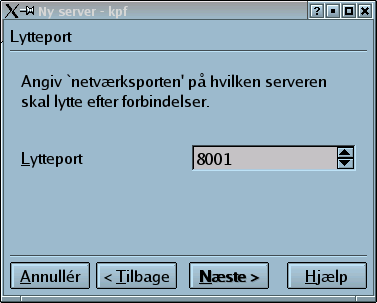 Ny server - kpf
Lytteport
Angiv `netværksporten' på hvilken serveren
skal lytte efter forbindelser.
Lytteport 8001
Annullér < Tilbage Næste > Hjælp